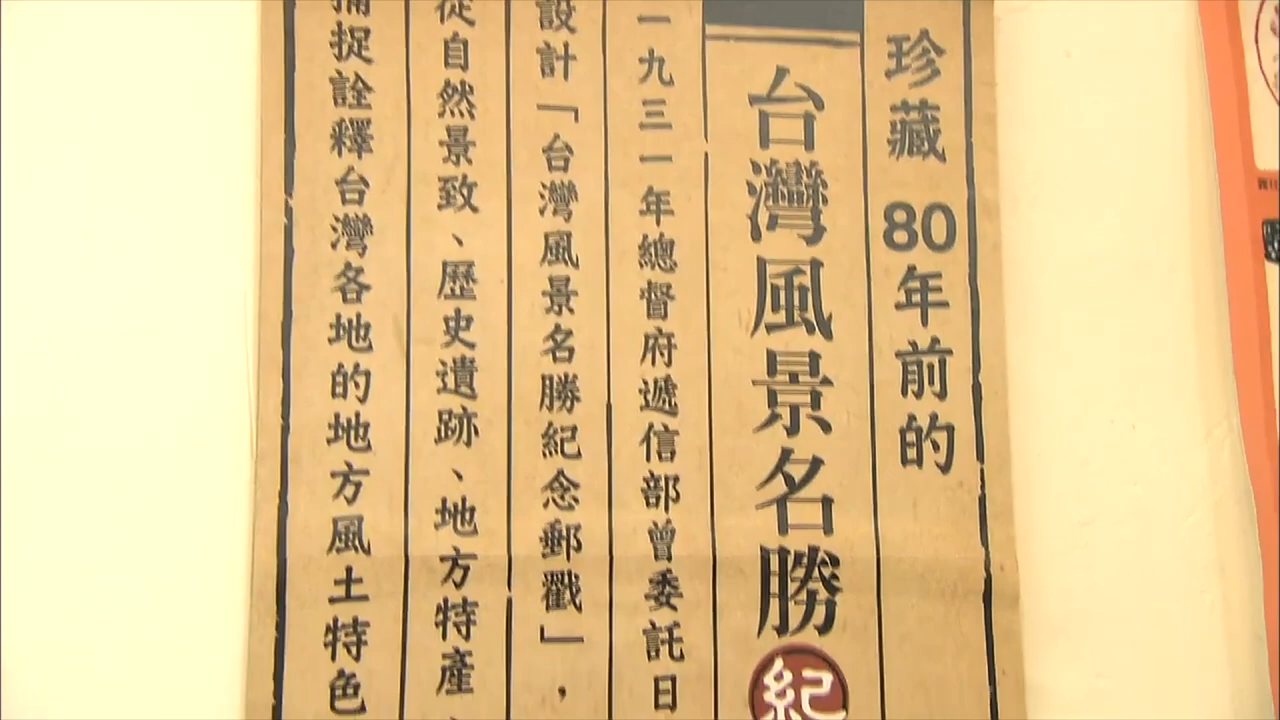 珍藏80年前的
台灣風景名勝紀
一九三一年總督府遞信部曾委託日
設計「台灣風景名勝紀念郵戳」，
從自然景致、歷史遺跡、地方特產、
捕捉詮釋台灣各地的地方風土特色